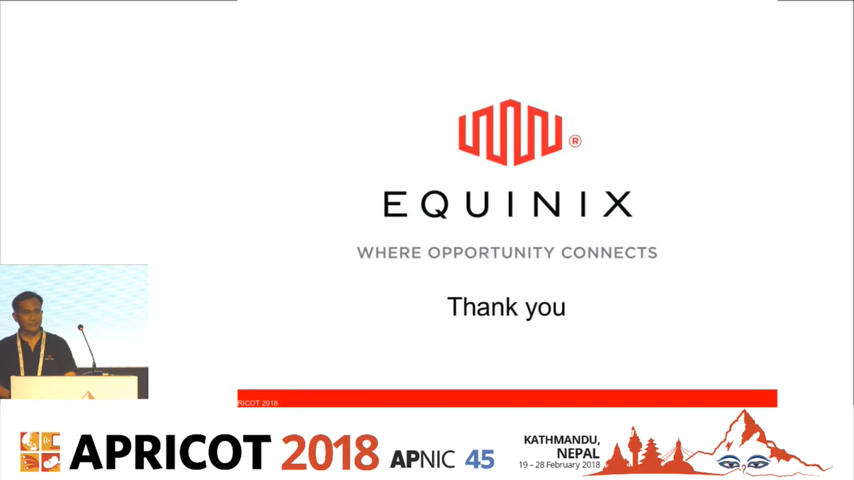 ®
EQUINIX
WHERE OPPORTUNITY CONNECTS
Thank you
RICOT 2018
APRICOT 2018 APNIC 45
KATHMANDU,
NEPAL
19 – 28 February 2018